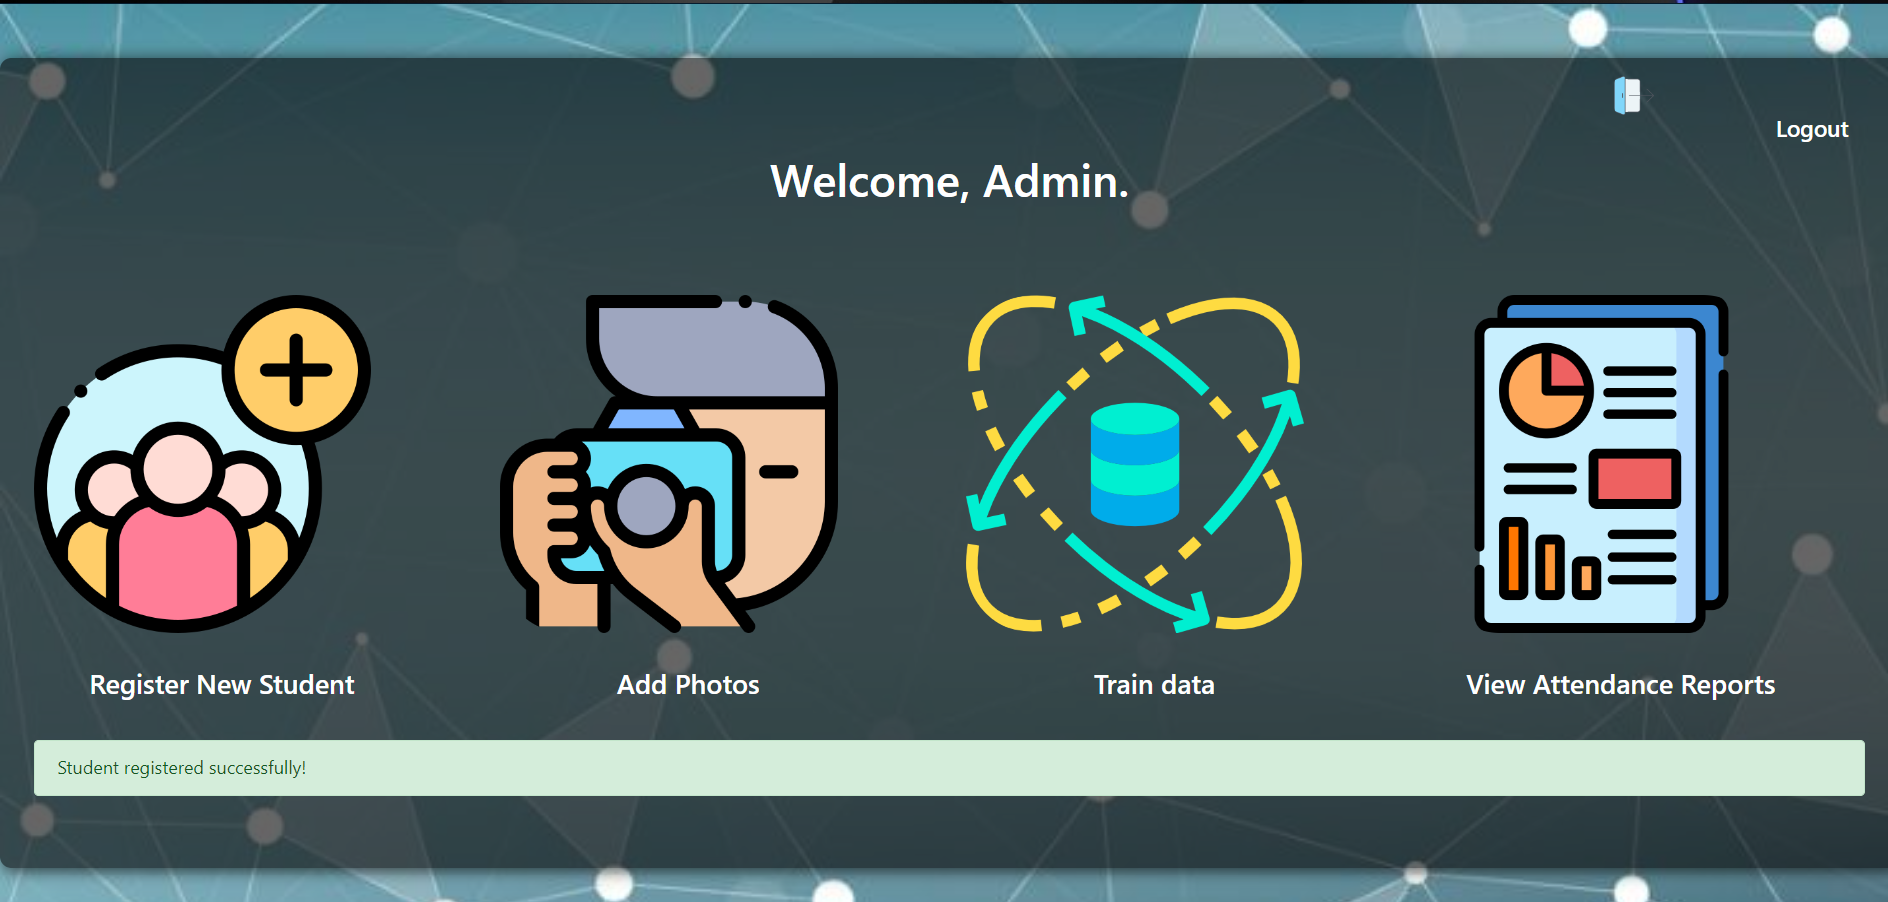 Logout
Welcome, Admin.
Register New Student
Add Photos
Train data
View Attendance Reports
Student registered successfully!